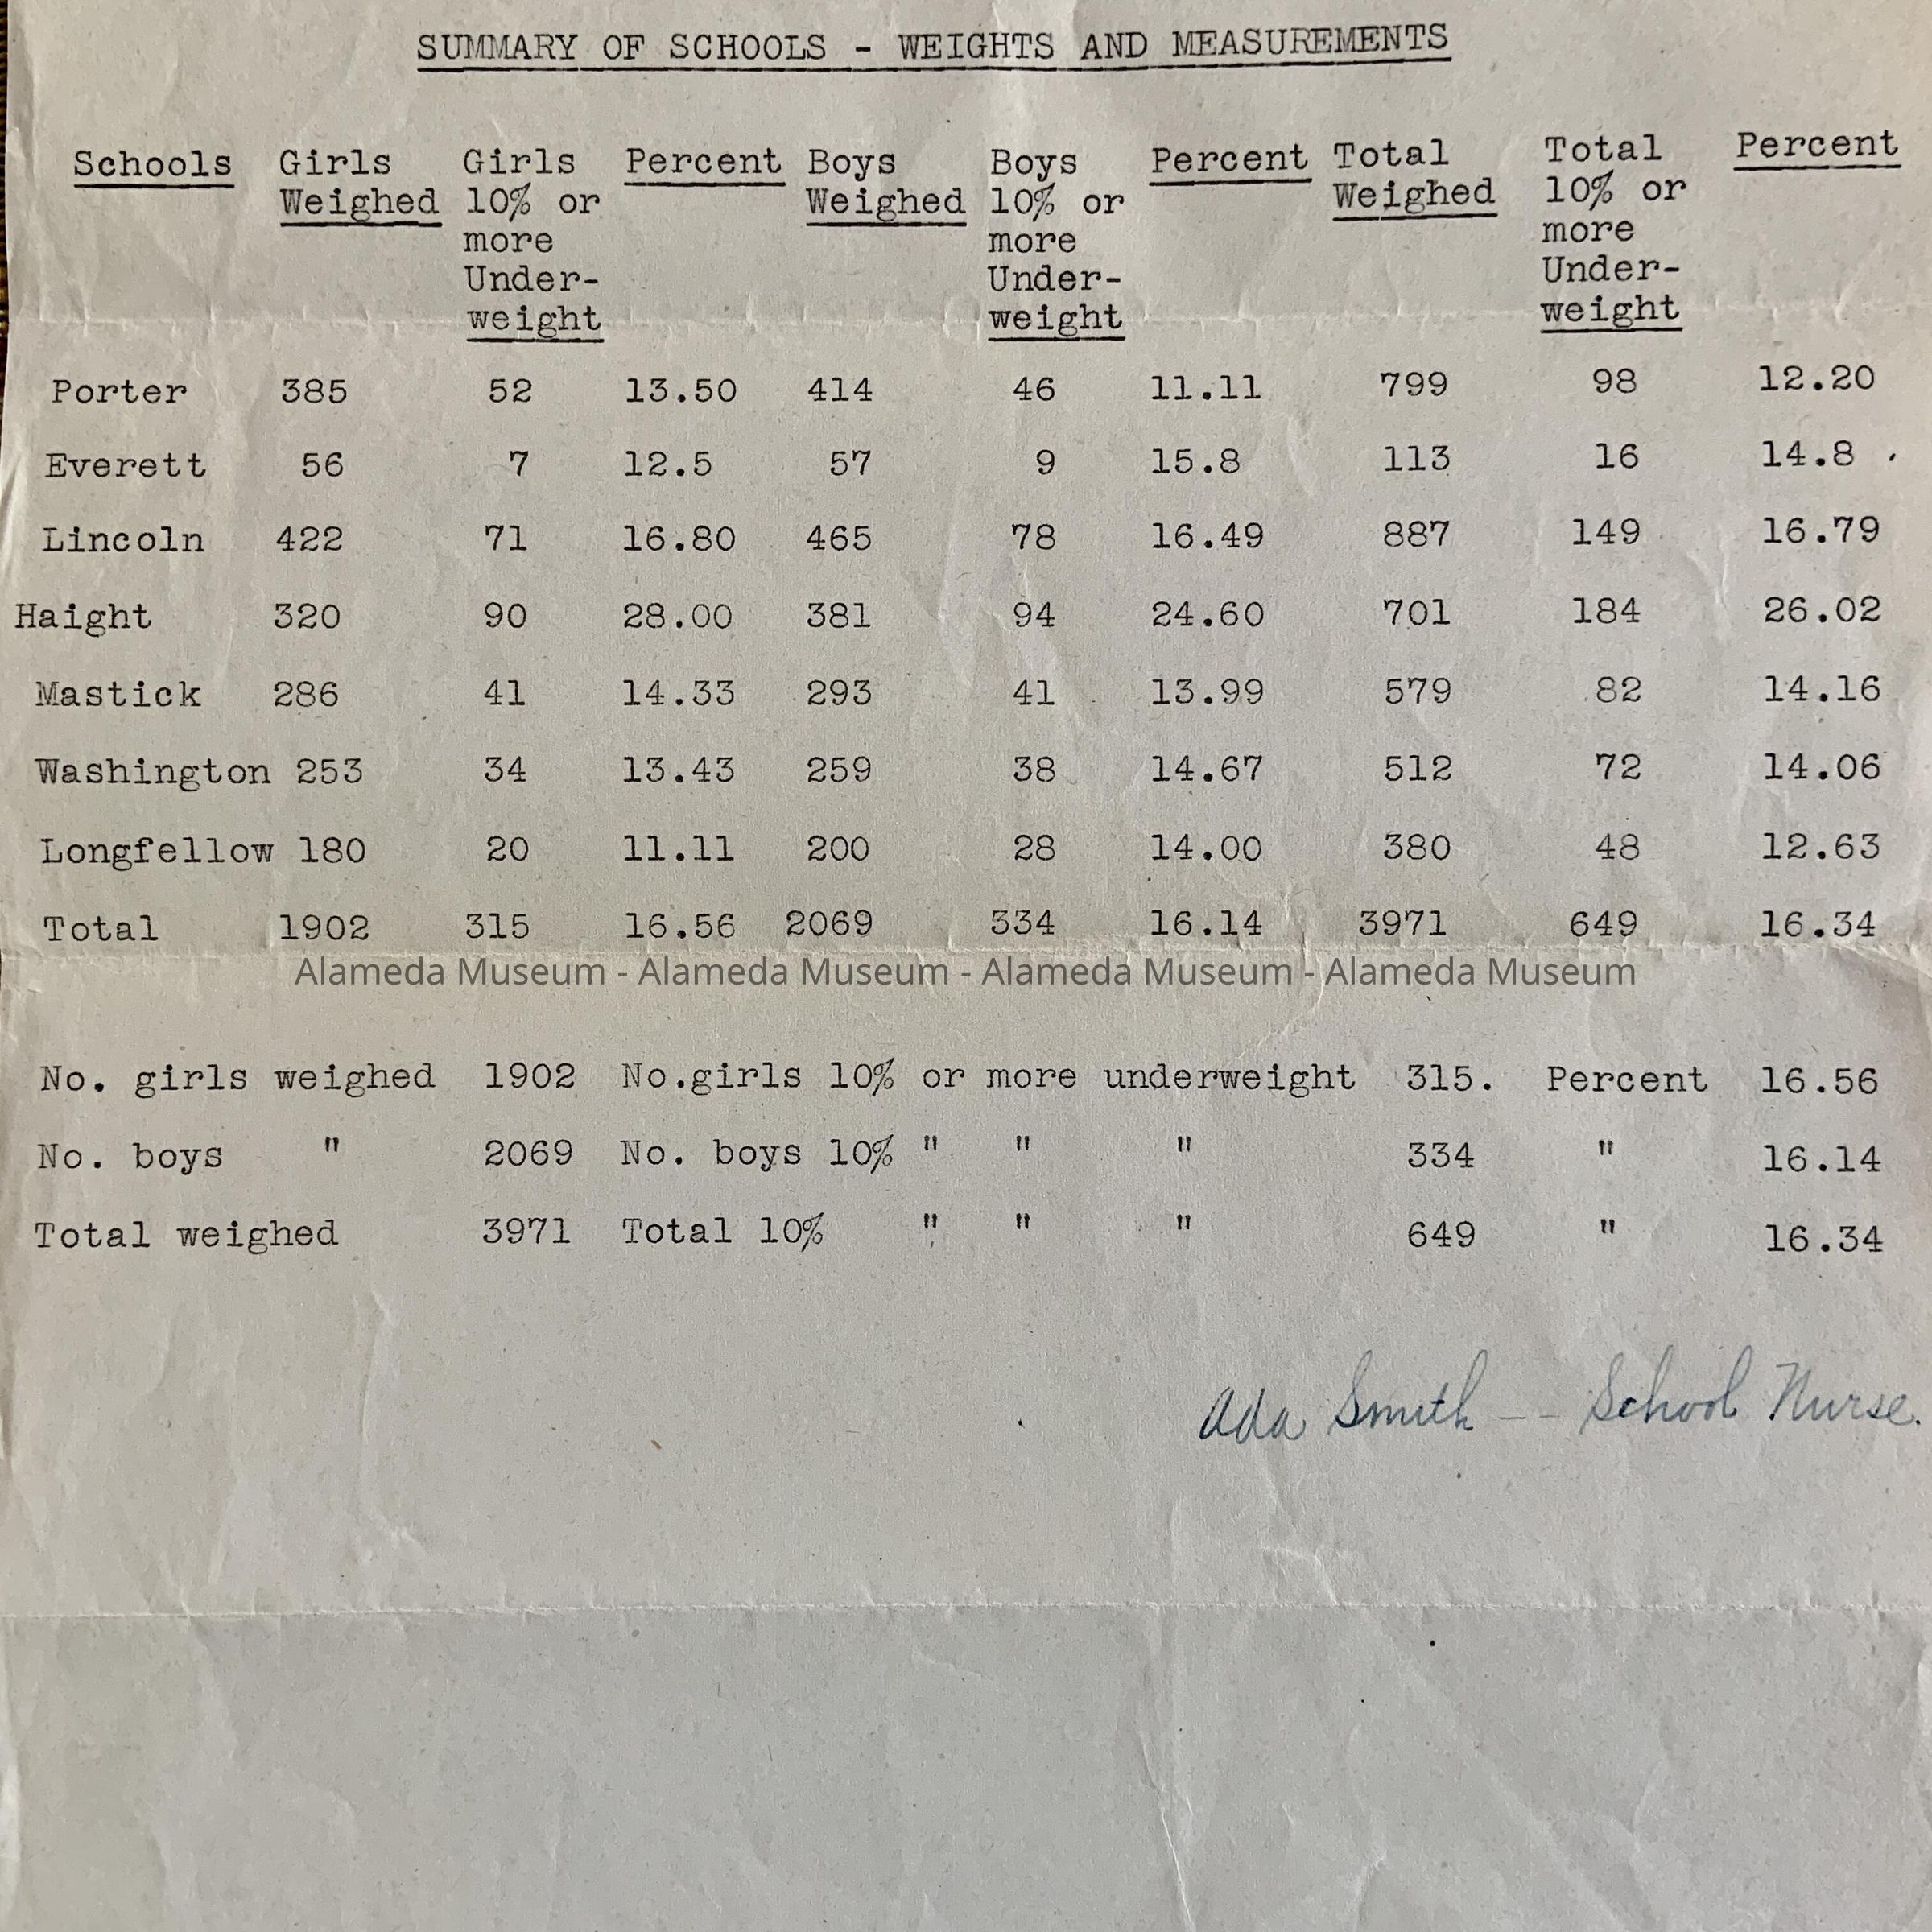 SUMMARY OF SCHOOLS - WEIGHTS AND MEASUREMENTS
Schools Girls Girls Percent Boys Boys Percent Total Total Percent
Weighed 10% or Weighed 10% or Weighed 10% or
more more more
Under- Under- Under-
weight weight weight
Porter 385 52 13.50 414 46 11.11 799 98 12.20
Everett 56 7 12.5 57 9 15.8 113 16 14.8
Lincoln 422 71 16.80 465 78 16.49 887 149 16.79
Haight 320 90 28.00 381 94 24.60 701 184 26.02
Mastick 286 41 14.33 293 41 13.99 579 82 14.16
Washington 253 34 13.43 259 38 14.67 512 72 14.06
Longfellow 180 20 11.11 200 28 14.00 380 48 12.63
Total 1902 315 16.56 2069 334 16.14 3971 649 16.34
Alameda Museum - Alameda Museum - Alameda Museum - Alameda Museum
No. girls weighed 1902 No.girls 10% or more underweight 315. Percent 16.56
No. boys " 2069 No. boys 10% " " " 334 " 16.14
Total weighed 3971 Total 10% " " " 649 " 16.34
Ada Smith -- School Nurse.